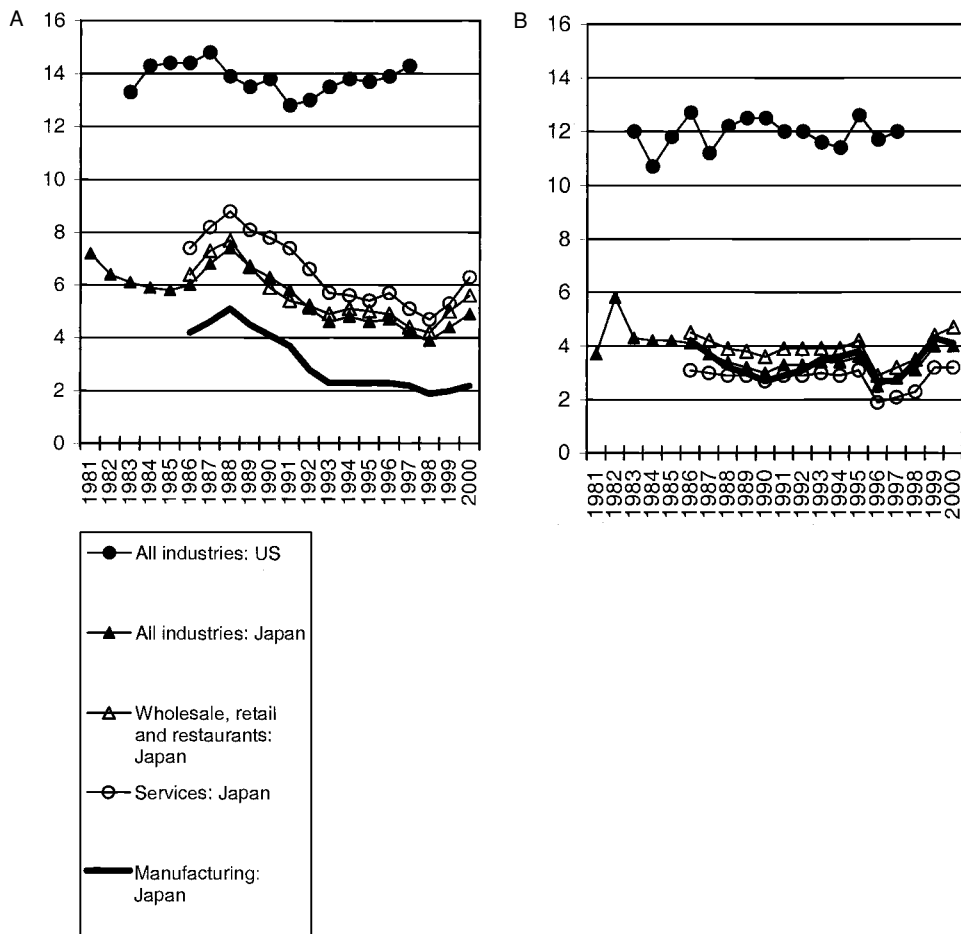 A
16
14
12
10
8
6
4
2
0
1981 1982 1983 1984 1985 1986 1987 1988 1989 1990 1991 1992 1993 1994 1995 1996 1997 1998 1999 2000
B
16
14
12
10
8
6
4
2
0
1981 1982 1983 1984 1985 1986 1987 1988 1989 1990 1991 1992 1993 1994 1995 1996 1997 1998 1999 2000
All industries: US
All industries: Japan
Wholesale, retail
and restaurants:
Japan
Services: Japan
Manufacturing:
Japan